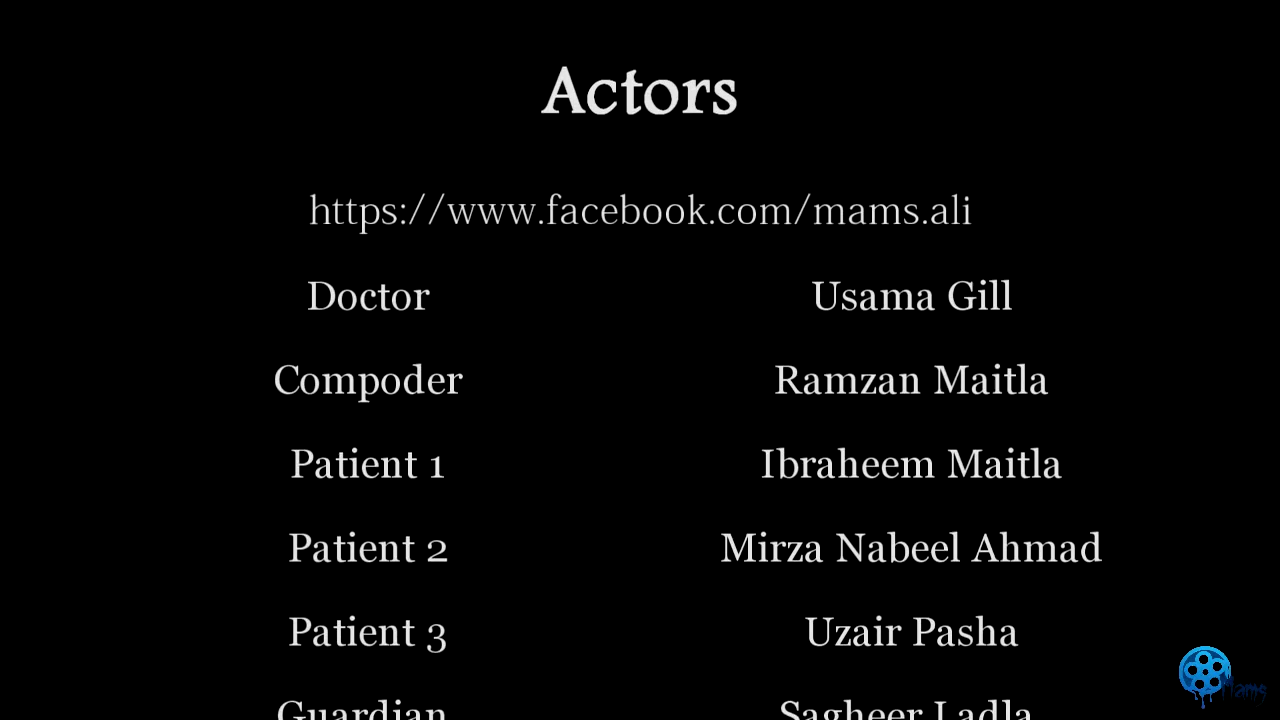 Actors
https://www.facebook.com/mams.ali
Doctor Usama Gill
Compoder Ramzan Maitla
Patient 1 Ibraheem Maitla
Patient 2 Mirza Nabeel Ahmad
Patient 3 Uzair Pasha
Guardian Sagheer Ladla
Mams